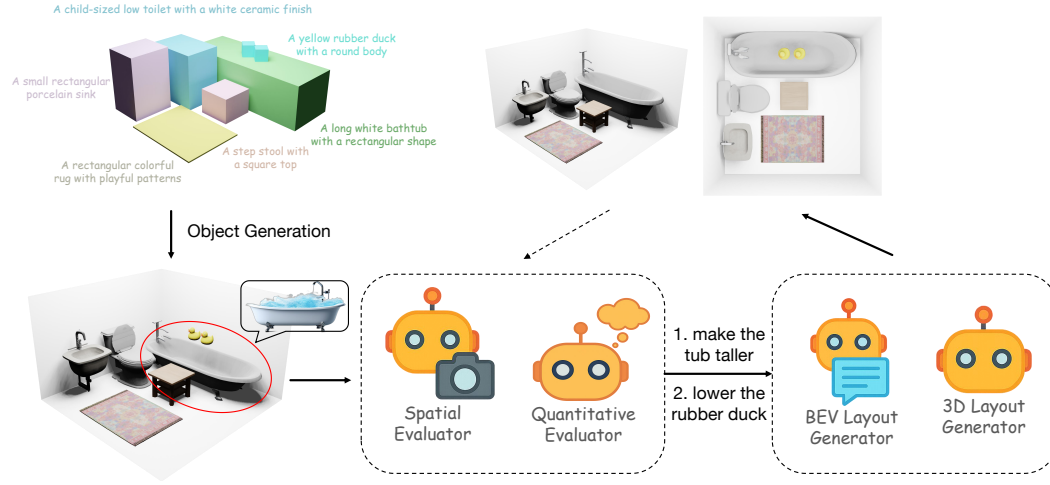 A child-sized low toilet with a white ceramic finish
A yellow rubber duck
with a round body
A small rectangular
porcelain sink
A long white bathtub
with a rectangular shape
A step stool with
a square top
A rectangular colorful
rug with playful patterns
Object Generation
1. make the
tub taller
2. lower the
rubber duck
Spatial
Evaluator
Quantitative
Evaluator
BEV Layout
Generator
3D Layout
Generator